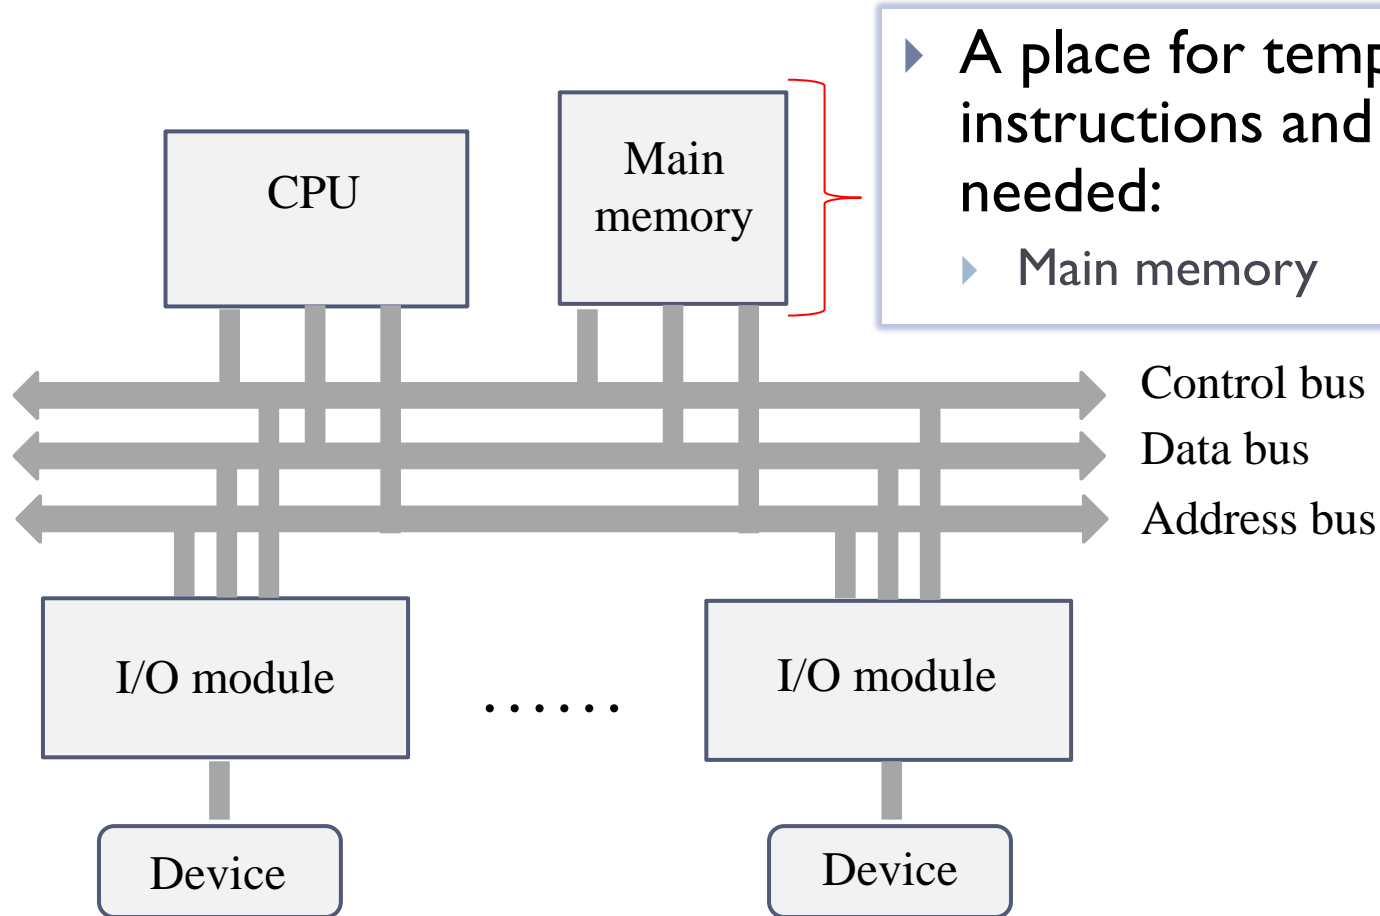 A place for temp
instructions and
needed:
Main memory
CPU
Main
memory
Control bus
Data bus
Address bus
I/O module
......
I/O module
Device
Device